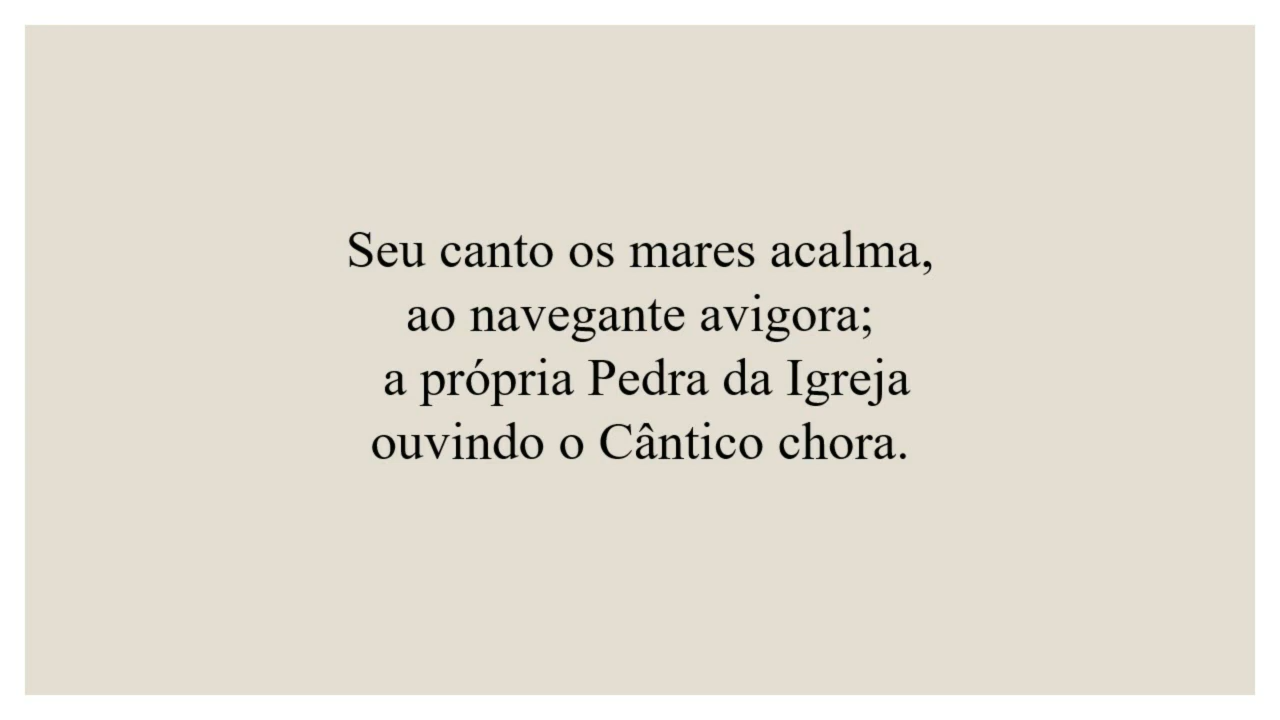 Seu canto os mares acalma,
ao navegante avigora;
a própria Pedra da Igreja
ouvindo o Cântico chora.